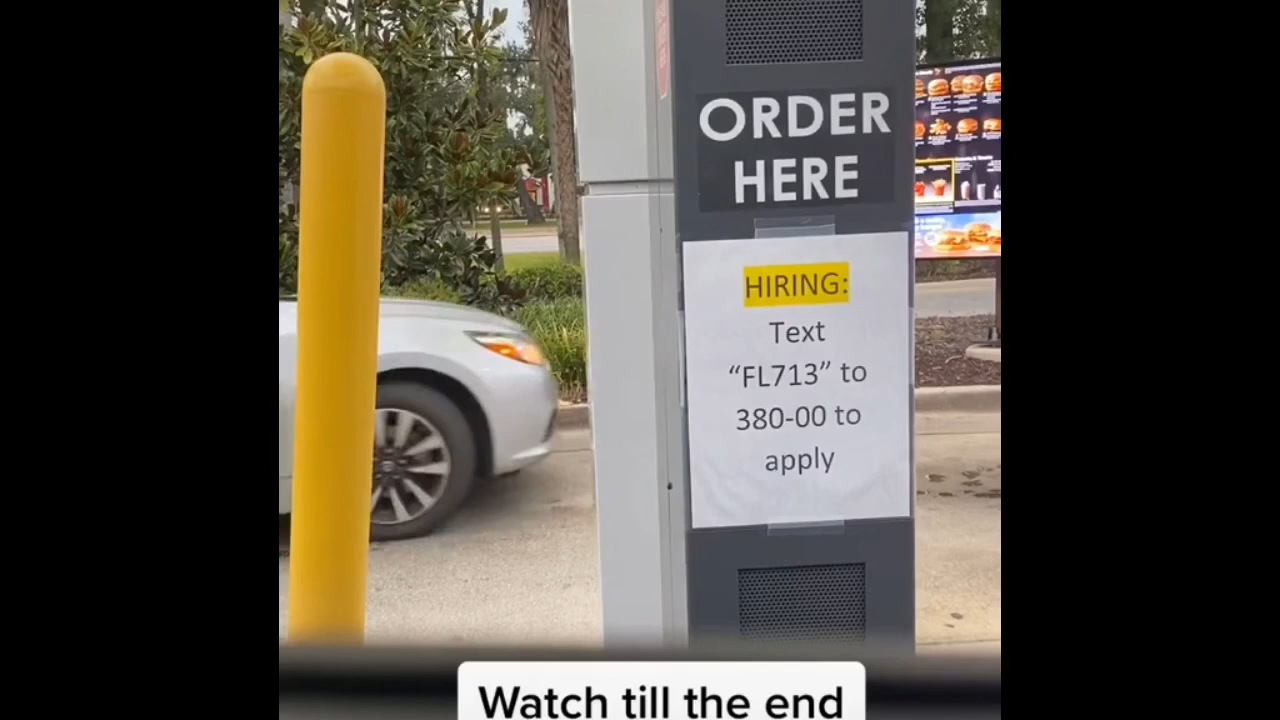 ORDER
HERE
HIRING:
Text
“FL713” to
380-00 to
apply
Watch till the end